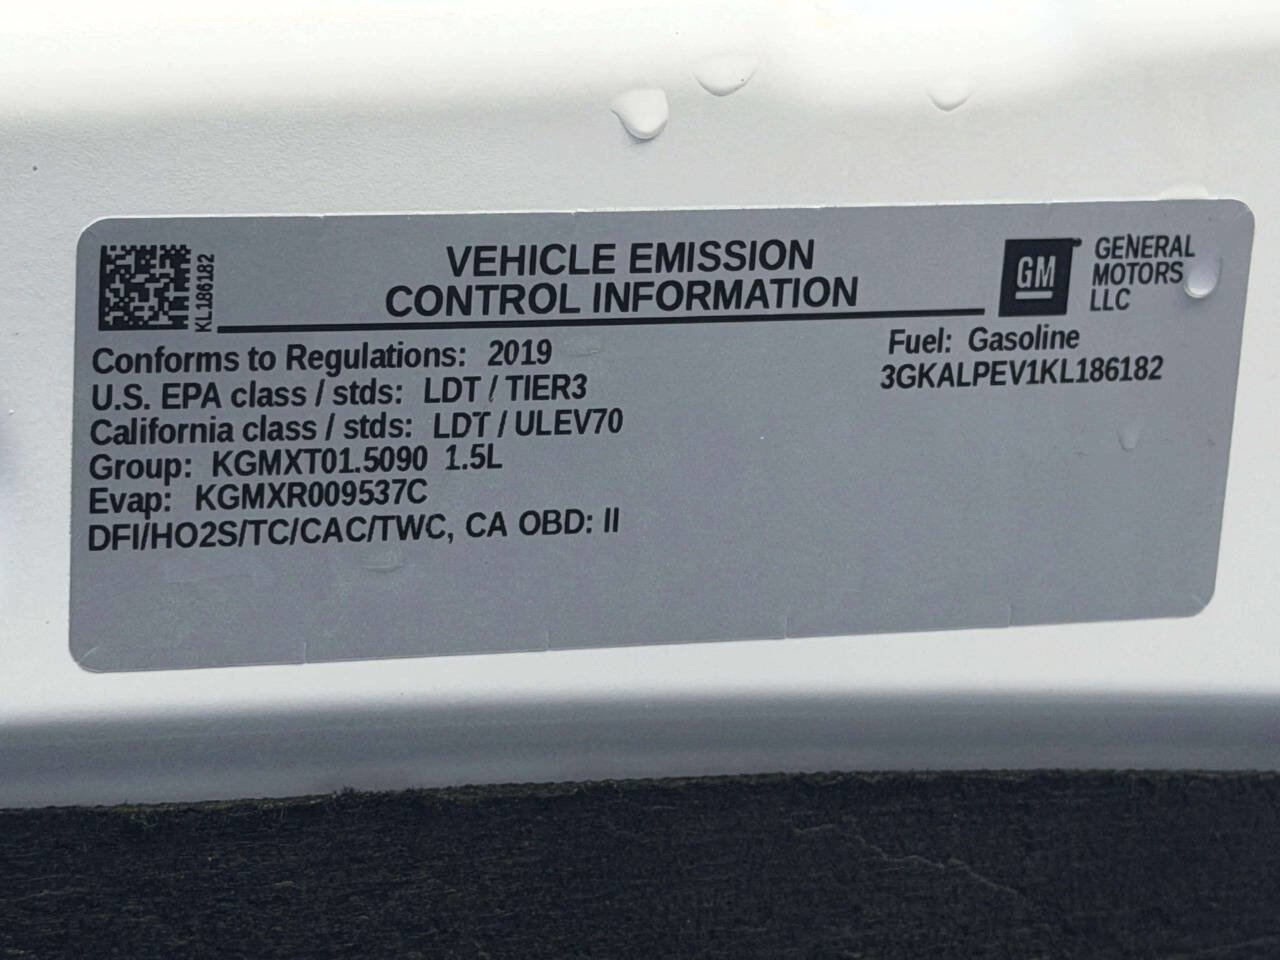 KL186182
VEHICLE EMISSION
CONTROL INFORMATION
GM
GENERAL
MOTORS
LLC
Conforms to Regulations: 2019
U.S. EPA class / stds: LDT / TIER3
California class / stds: LDT / ULEV70
Group: KGMXT01.5090 1.5L
Evap: KGMXR009537C
DFI/HO2S/TC/CAC/TWC, CA OBD: II
Fuel: Gasoline
3GKALPEV1KL186182